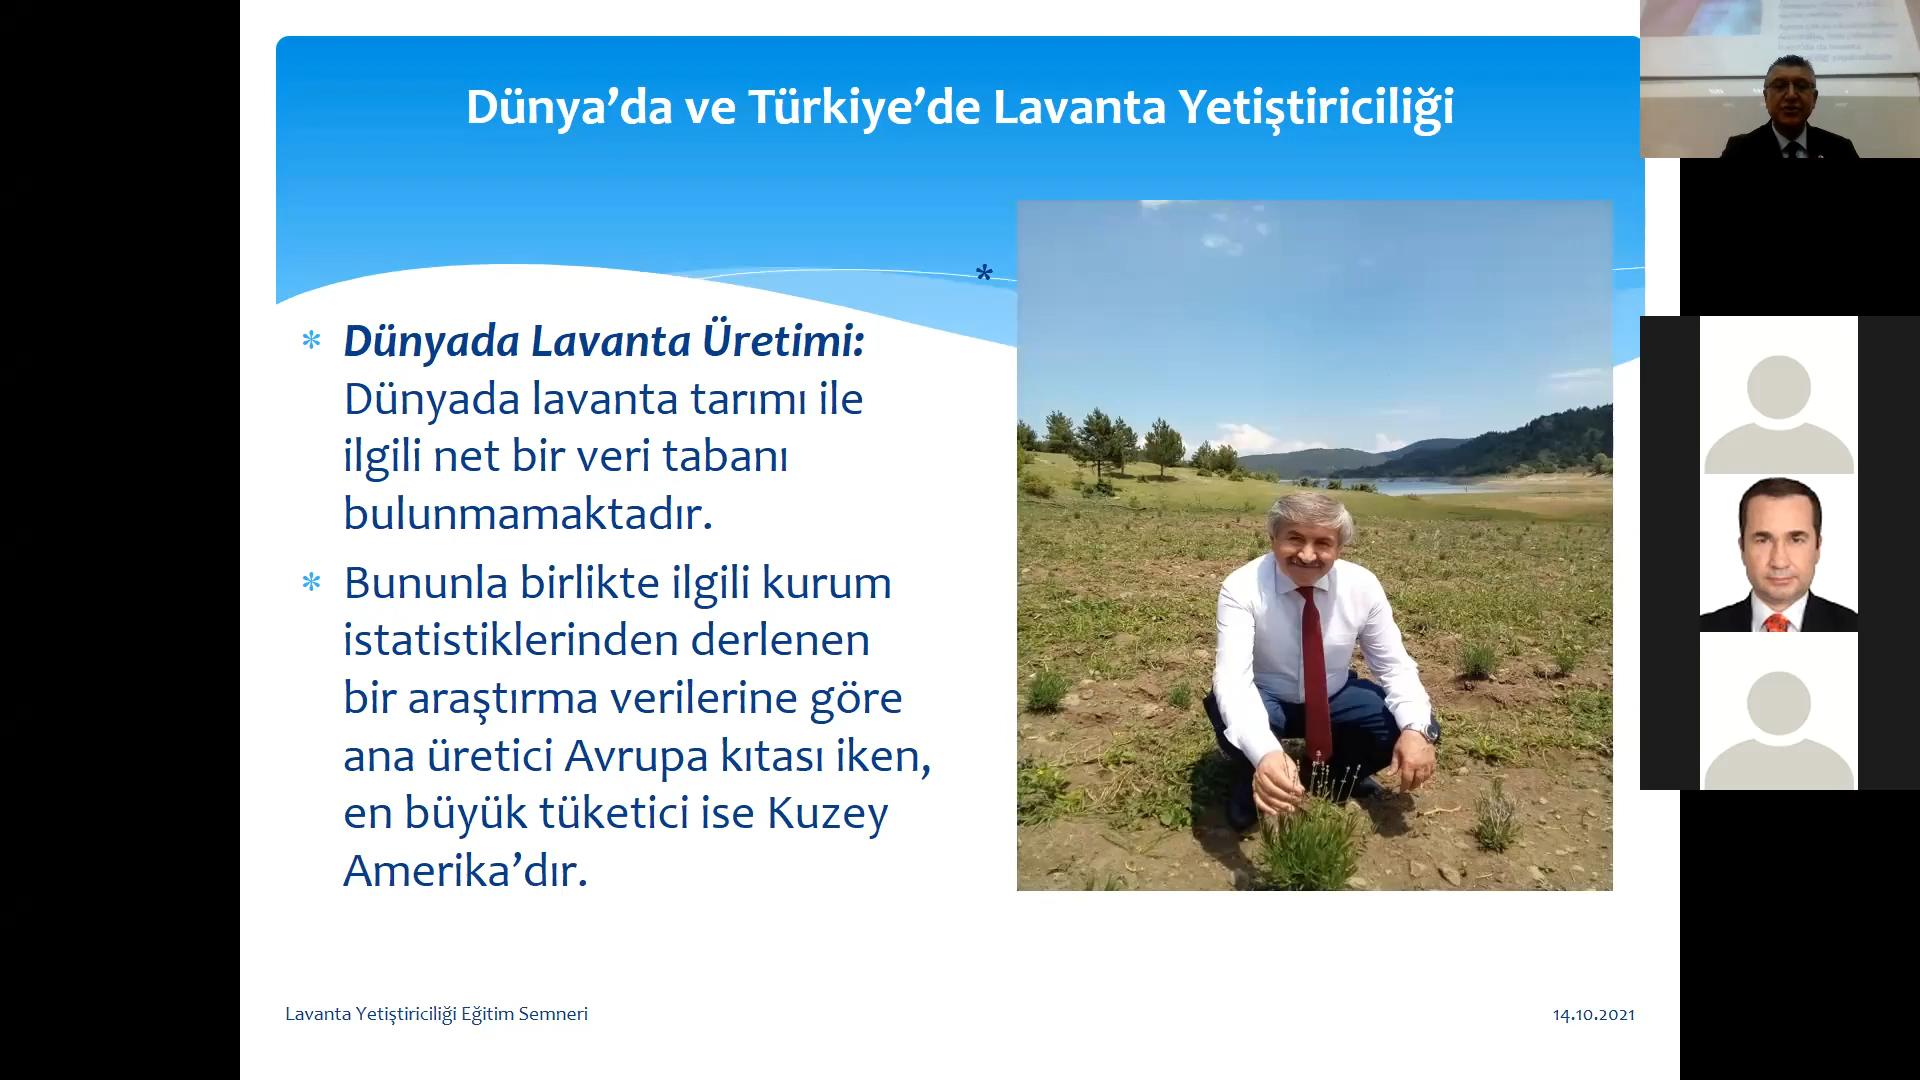 Dünya’da ve Türkiye’de Lavanta Yetiştiriciliği
*
* Dünyada Lavanta Üretimi:
Dünyada lavanta tarımı ile
ilgili net bir veri tabanı
bulunmamaktadır.
* Bununla birlikte ilgili kurum
istatistiklerinden derlenen
bir araştırma verilerine göre
ana üretici Avrupa kıtası iken,
en büyük tüketici ise Kuzey
Amerika’dır.
Lavanta Yetiştiriciliği Eğitim Semneri
14.10.2021